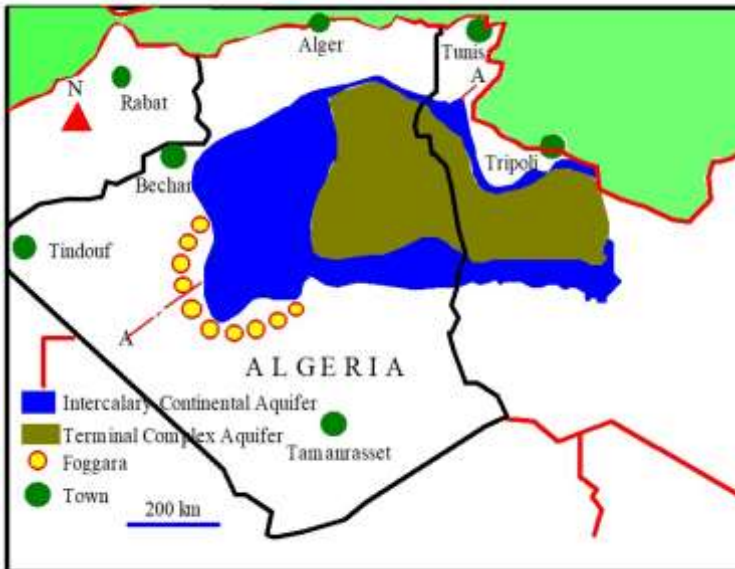 Alger
Tunis
A
N
Rabat
Tripoli
Bechar
Tindouf
A
ALGERIA
Intercalary Continental Aquifer
Terminal Complex Aquifer
Tamanrasset
Foggara
Town
200 km